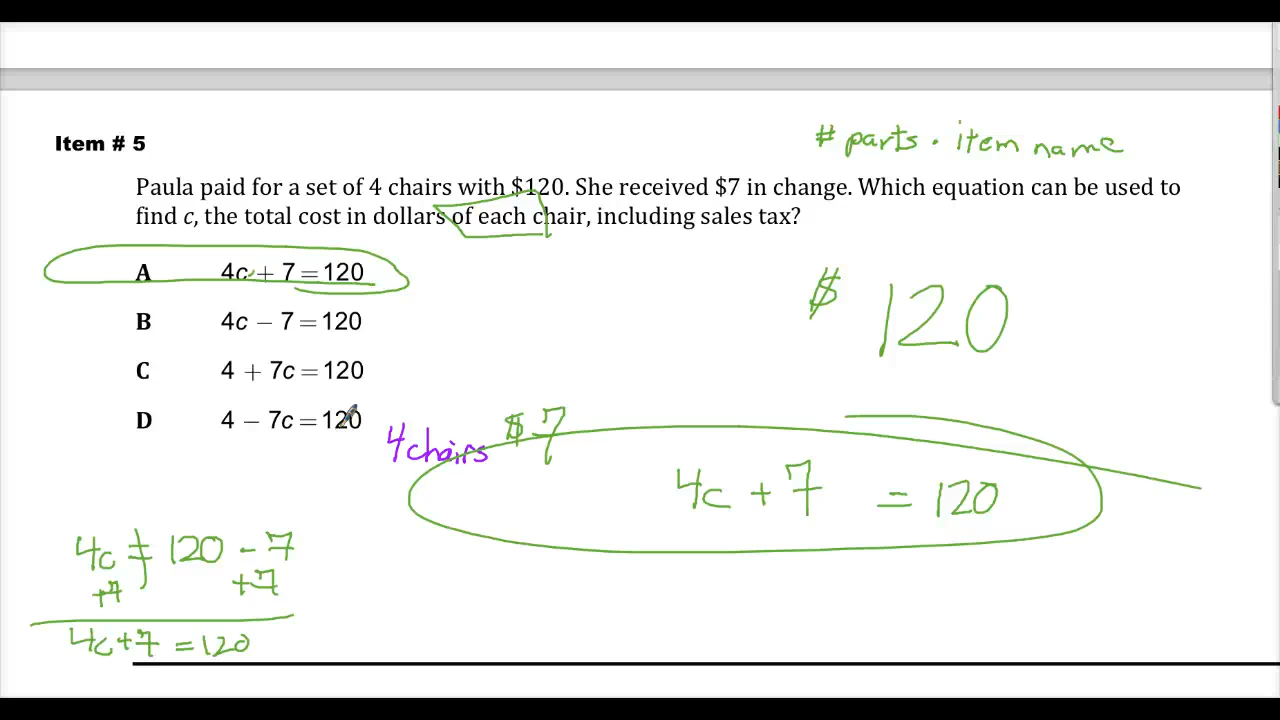 # parts · item name
Item # 5
Paula paid for a set of 4 chairs with $120. She received $7 in change. Which equation can be used to
find c, the total cost in dollars of each chair, including sales tax?
A 4c + 7 = 120
B 4c − 7 = 120
C 4 + 7c = 120
D 4 − 7c = 120
$ 120
4 chairs $ 7
4c + 7 = 120
4c = 120 - 7
+7 +7
4c + 7 = 120